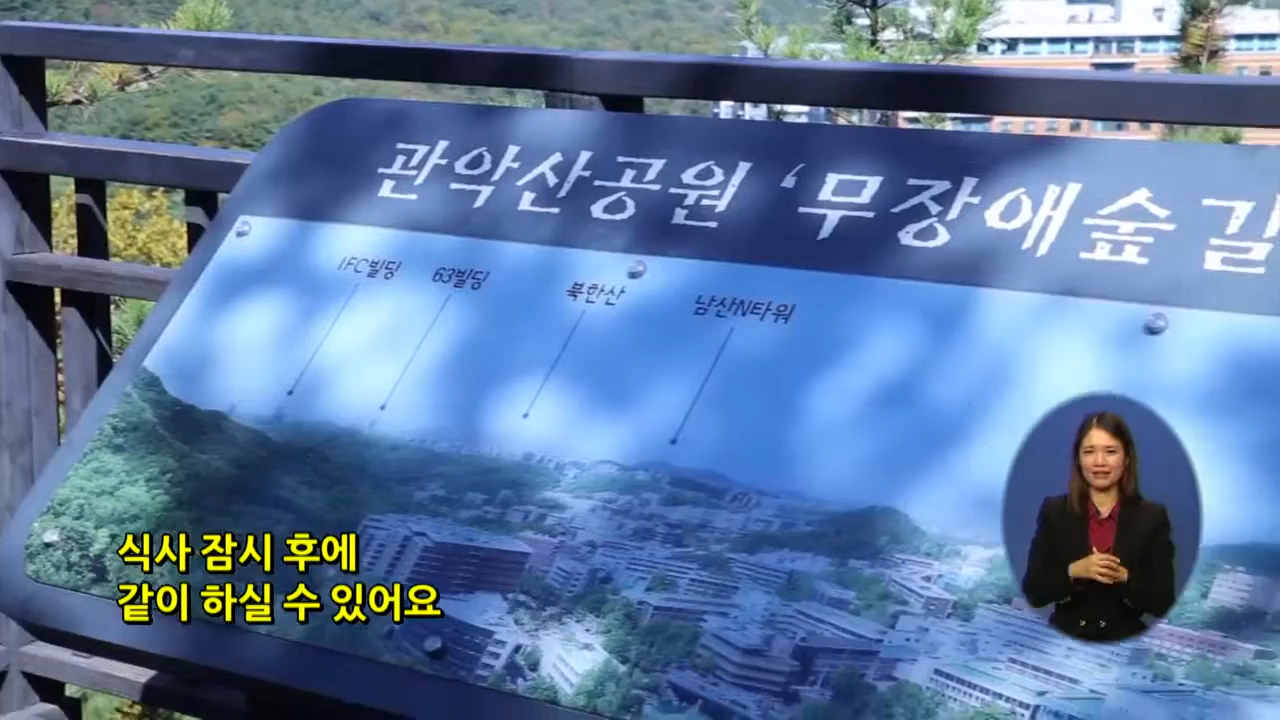 관악산공원 ‘무장애숲길
IFC빌딩 63빌딩 북한산 남산N타워
식사 잠시 후에
같이 하실 수 있어요